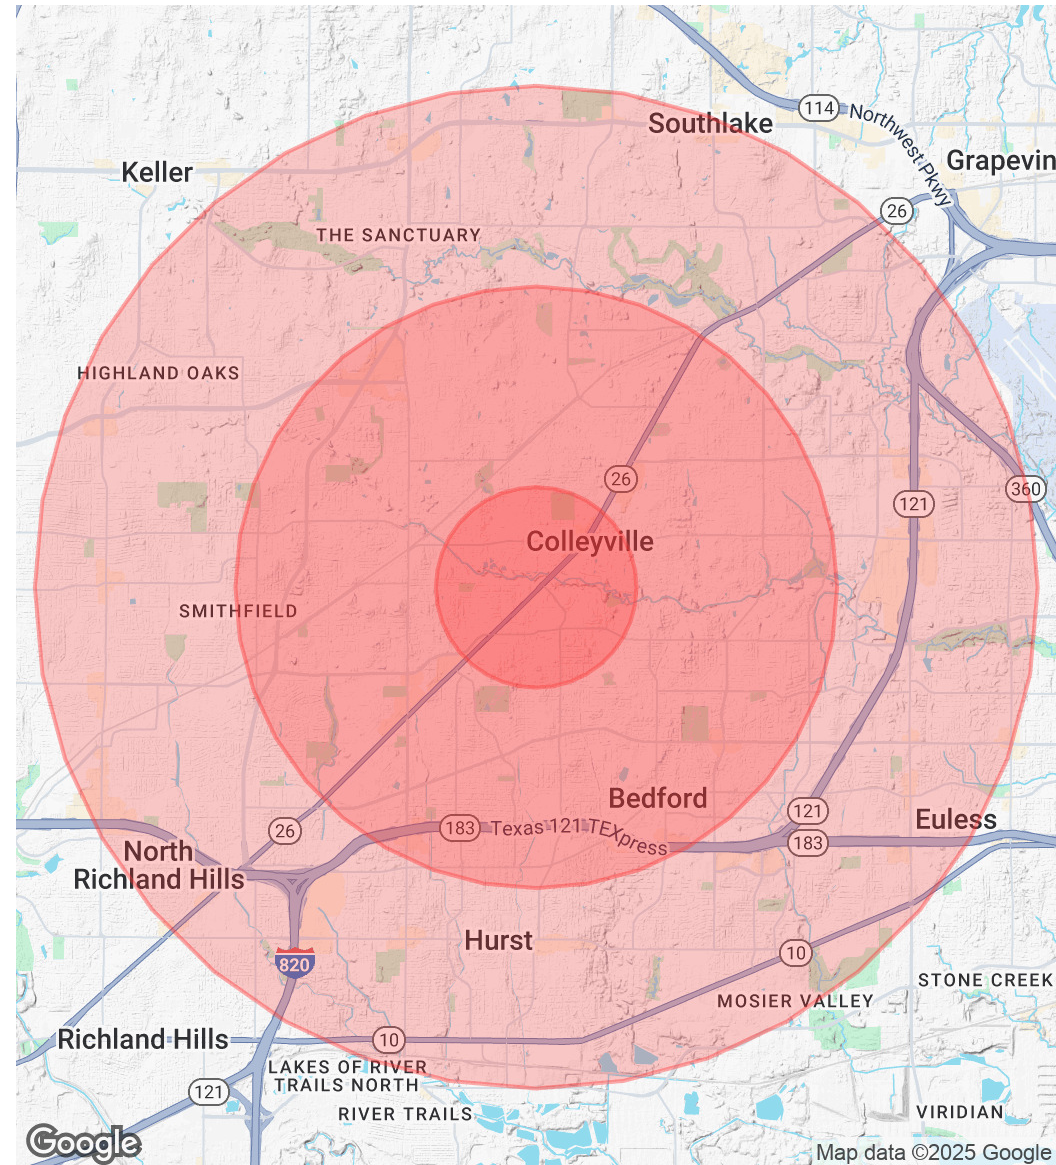 114
Northwest Pkwy
Southlake
Grapevin
Keller
26
THE SANCTUARY
HIGHLAND OAKS
26
360
121
Colleyville
SMITHFIELD
Bedford
121
Euless
26
183
Texas 121 TEXpress
183
North
Richland Hills
Hurst
10
820
STONE CREEK
MOSIER VALLEY
Richland Hills
10
LAKES OF RIVER
TRAILS NORTH
121
RIVER TRAILS
VIRIDIAN
Google
Map data ©2025 Google